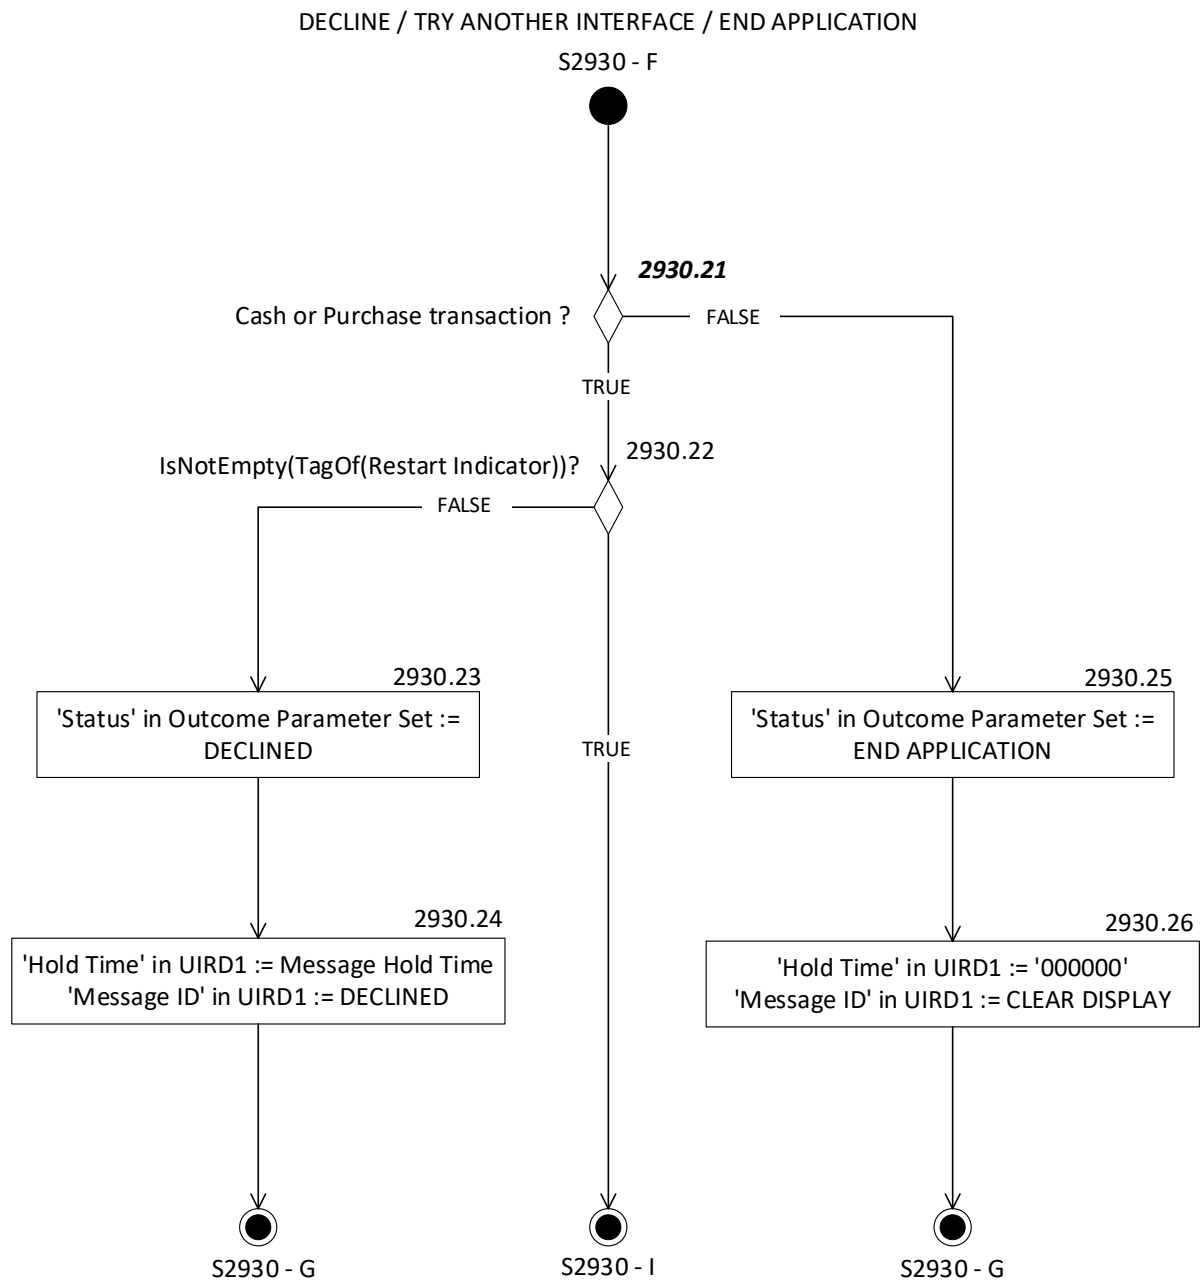 DECLINE / TRY ANOTHER INTERFACE / END APPLICATION
S2930 - F
2930.21
Cash or Purchase transaction ?
FALSE
TRUE
2930.22
IsNotEmpty(TagOf(Restart Indicator))?
FALSE
2930.23
'Status' in Outcome Parameter Set :=
DECLINED
TRUE
2930.25
'Status' in Outcome Parameter Set :=
END APPLICATION
2930.24
'Hold Time' in UIRD1 := Message Hold Time
'Message ID' in UIRD1 := DECLINED
2930.26
'Hold Time' in UIRD1 := '000000'
'Message ID' in UIRD1 := CLEAR DISPLAY
S2930 - G
S2930 - I
S2930 - G